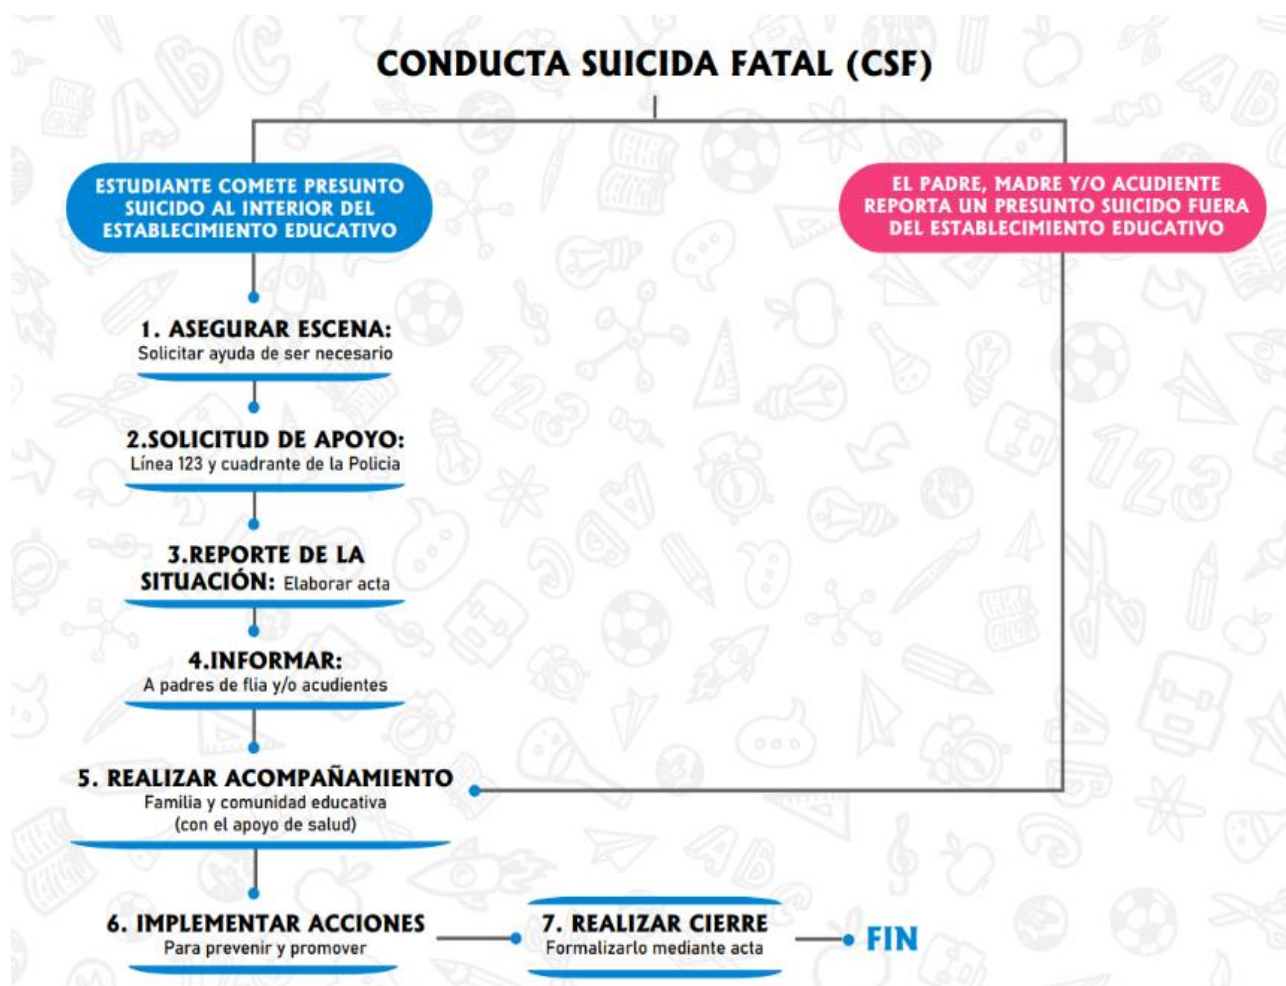 CONDUCTA SUICIDA FATAL (CSF)
ESTUDIANTE COMETE PRESUNTO
SUICIDO AL INTERIOR DEL
ESTABLECIMIENTO EDUCATIVO
EL PADRE, MADRE Y/O ACUDIENTE
REPORTA UN PRESUNTO SUICIDO FUERA
DEL ESTABLECIMIENTO EDUCATIVO
1. ASEGURAR ESCENA:
Solicitar ayuda de ser necesario
2.SOLICITUD DE APOYO:
Línea 123 y cuadrante de la Policia
3.REPORTE DE LA
SITUACIÓN: Elaborar acta
4.INFORMAR:
A padres de flia y/o acudientes
5. REALIZAR ACOMPAÑAMIENTO
Familia y comunidad educativa
(con el apoyo de salud)
6. IMPLEMENTAR ACCIONES
Para prevenir y promover
7. REALIZAR CIERRE
Formalizarlo mediante acta
FIN